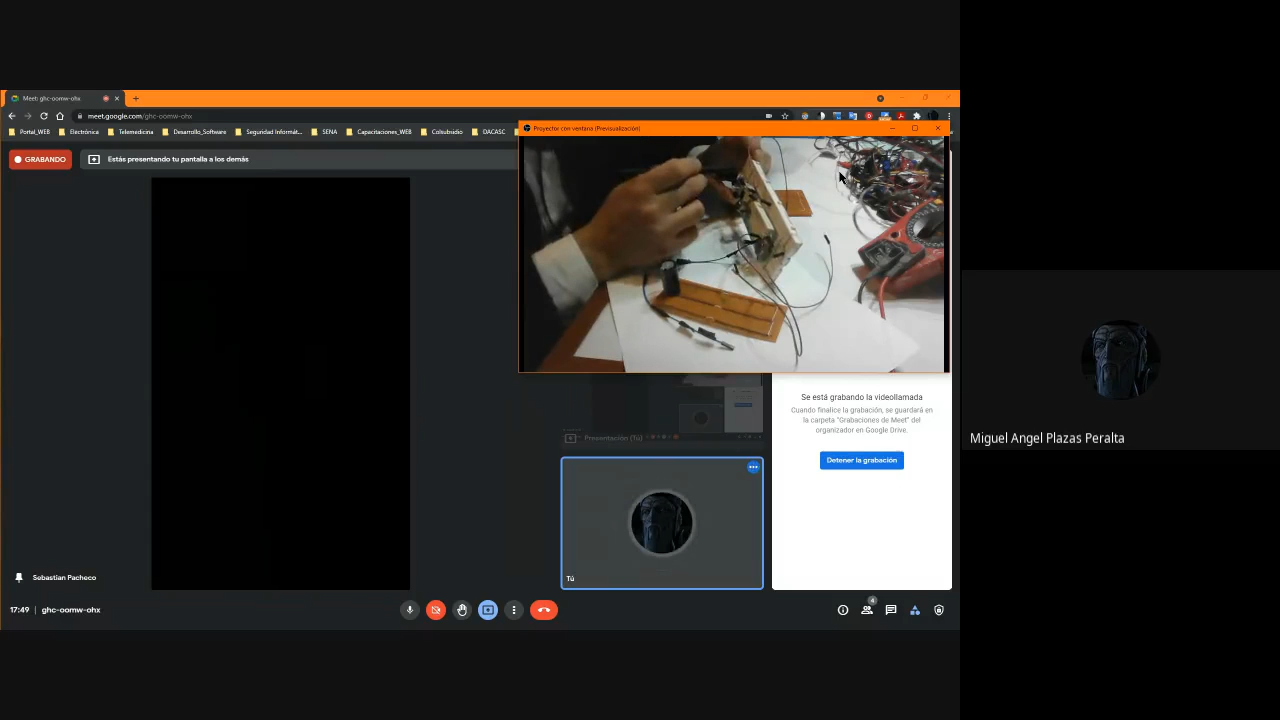 Meet: ghc-oomw-ohx
meet.google.com/ghc-oomw-ohx
Portal_WEB
Electrónica
Telemedicina
Desarrollo_Software
Seguridad Informát...
SENA
Capacitaciones_WEB
Colsubsidio
DACASC
Proyector con ventana (Previsualización)
GRABANDO
Estás presentando tu pantalla a los demás
Se está grabando la videollamada
Cuando finalice la grabación, se guardará en
la carpeta "Grabaciones de Meet" del
organizador en Google Drive.
Detener la grabación
Presentación (Tú)
Miguel Angel Plazas Peralta
Sebastian Pacheco
Tú
17:49 | ghc-oomw-ohx
4